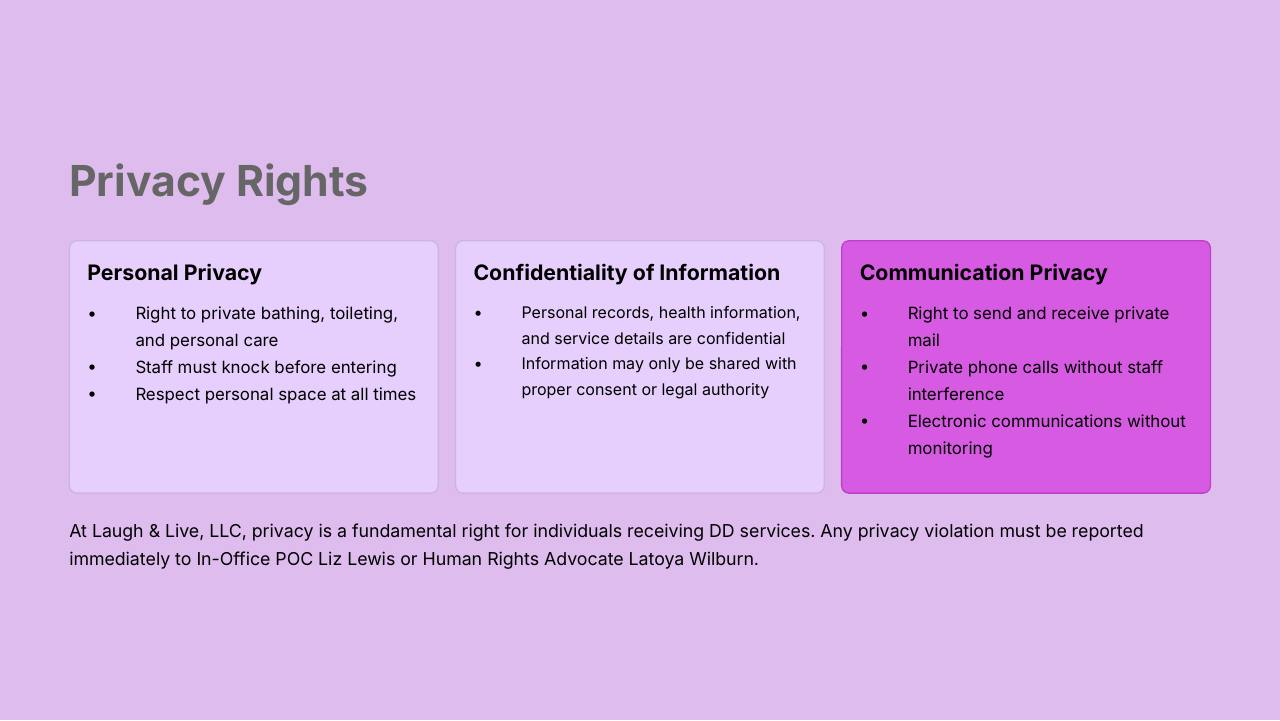 Privacy Rights
Personal Privacy
• Right to private bathing, toileting,
and personal care
• Staff must knock before entering
• Respect personal space at all times
Confidentiality of Information
• Personal records, health information,
and service details are confidential
• Information may only be shared with
proper consent or legal authority
Communication Privacy
• Right to send and receive private
mail
• Private phone calls without staff
interference
• Electronic communications without
monitoring
At Laugh & Live, LLC, privacy is a fundamental right for individuals receiving DD services. Any privacy violation must be reported
immediately to In-Office POC Liz Lewis or Human Rights Advocate Latoya Wilburn.